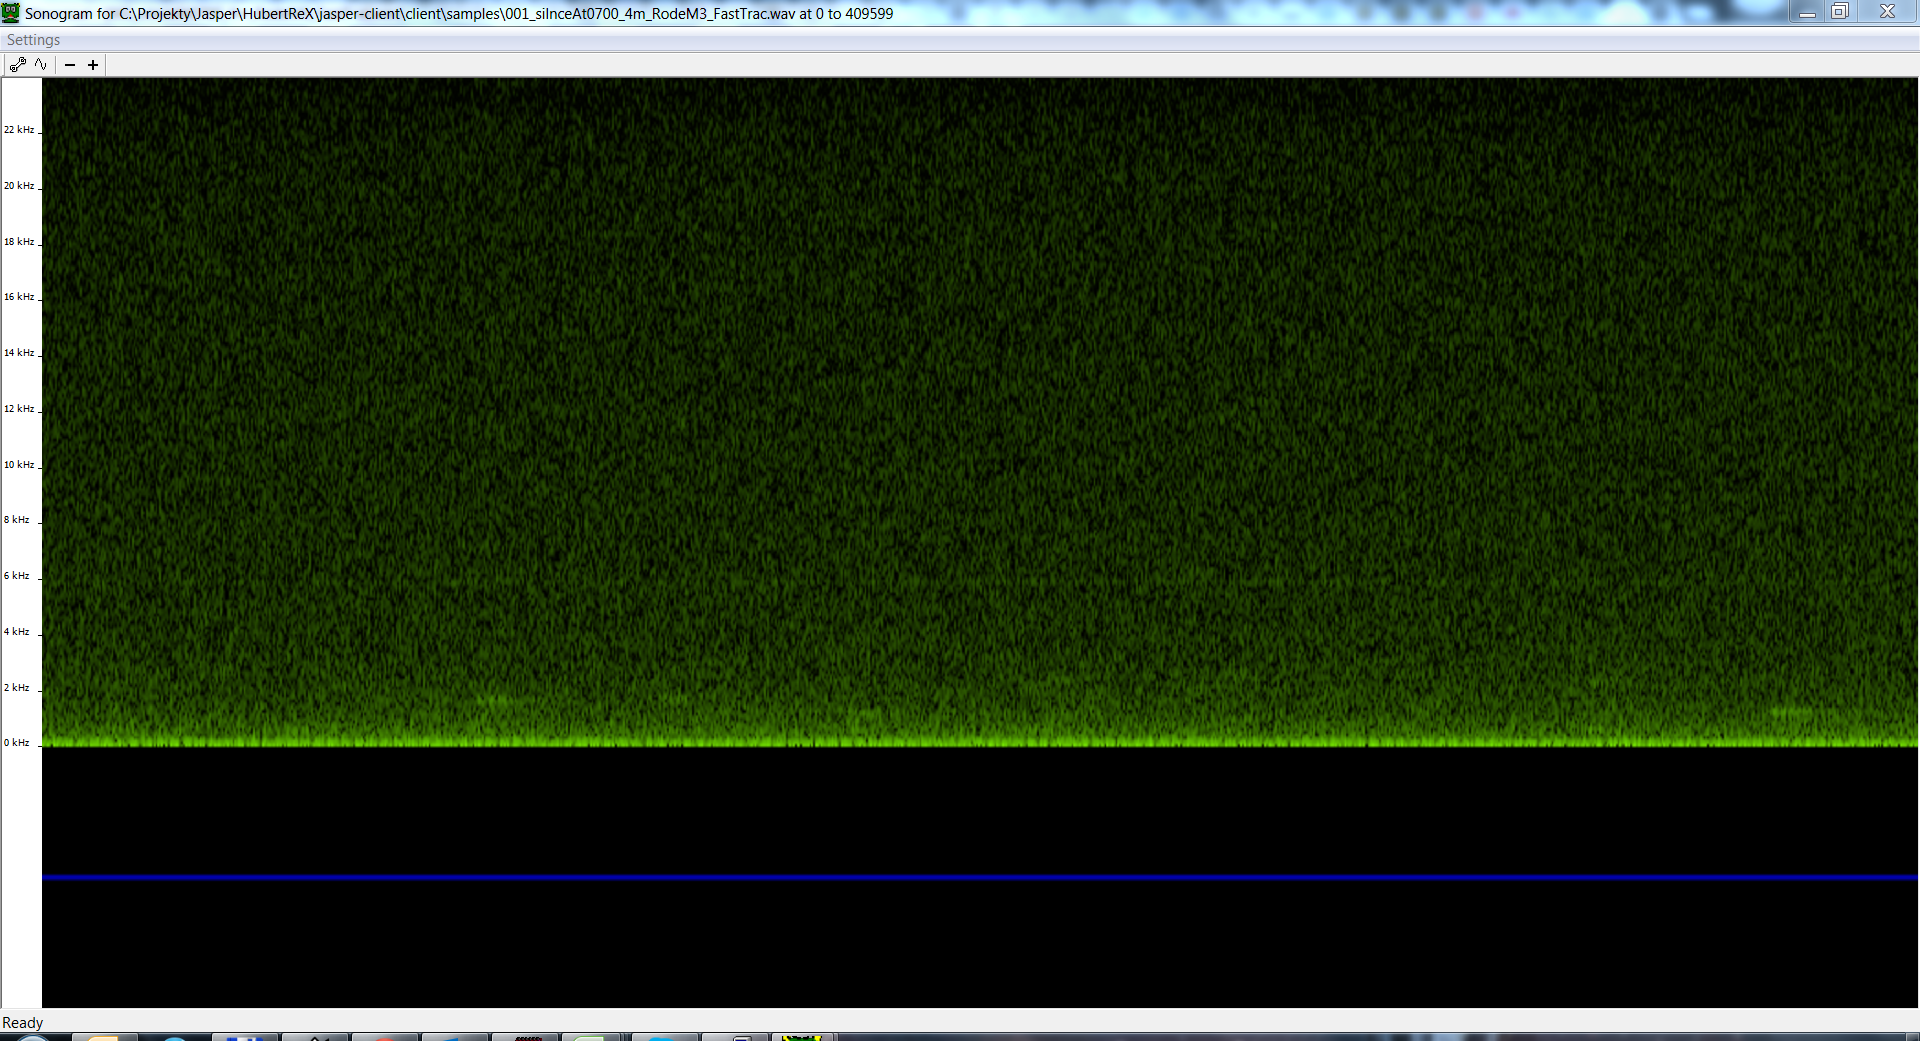 Sonogram for C:\Projekty\Jasper\HubertReX\jasper-client\client\samples\001_silnceAt0700_4m_RodeM3_FastTrac.wav at 0 to 409599
Settings
22 kHz
20 kHz
18 kHz
16 kHz
14 kHz
12 kHz
10 kHz
8 kHz
6 kHz
4 kHz
2 kHz
0 kHz
Ready